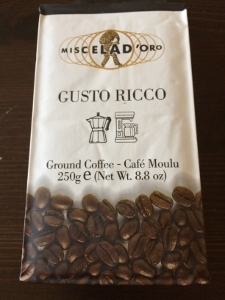 MISCELA D'ORO
GUSTO RICCO
Ground Coffee - Café Moulu
250g e (Net Wt. 8.8 oz)